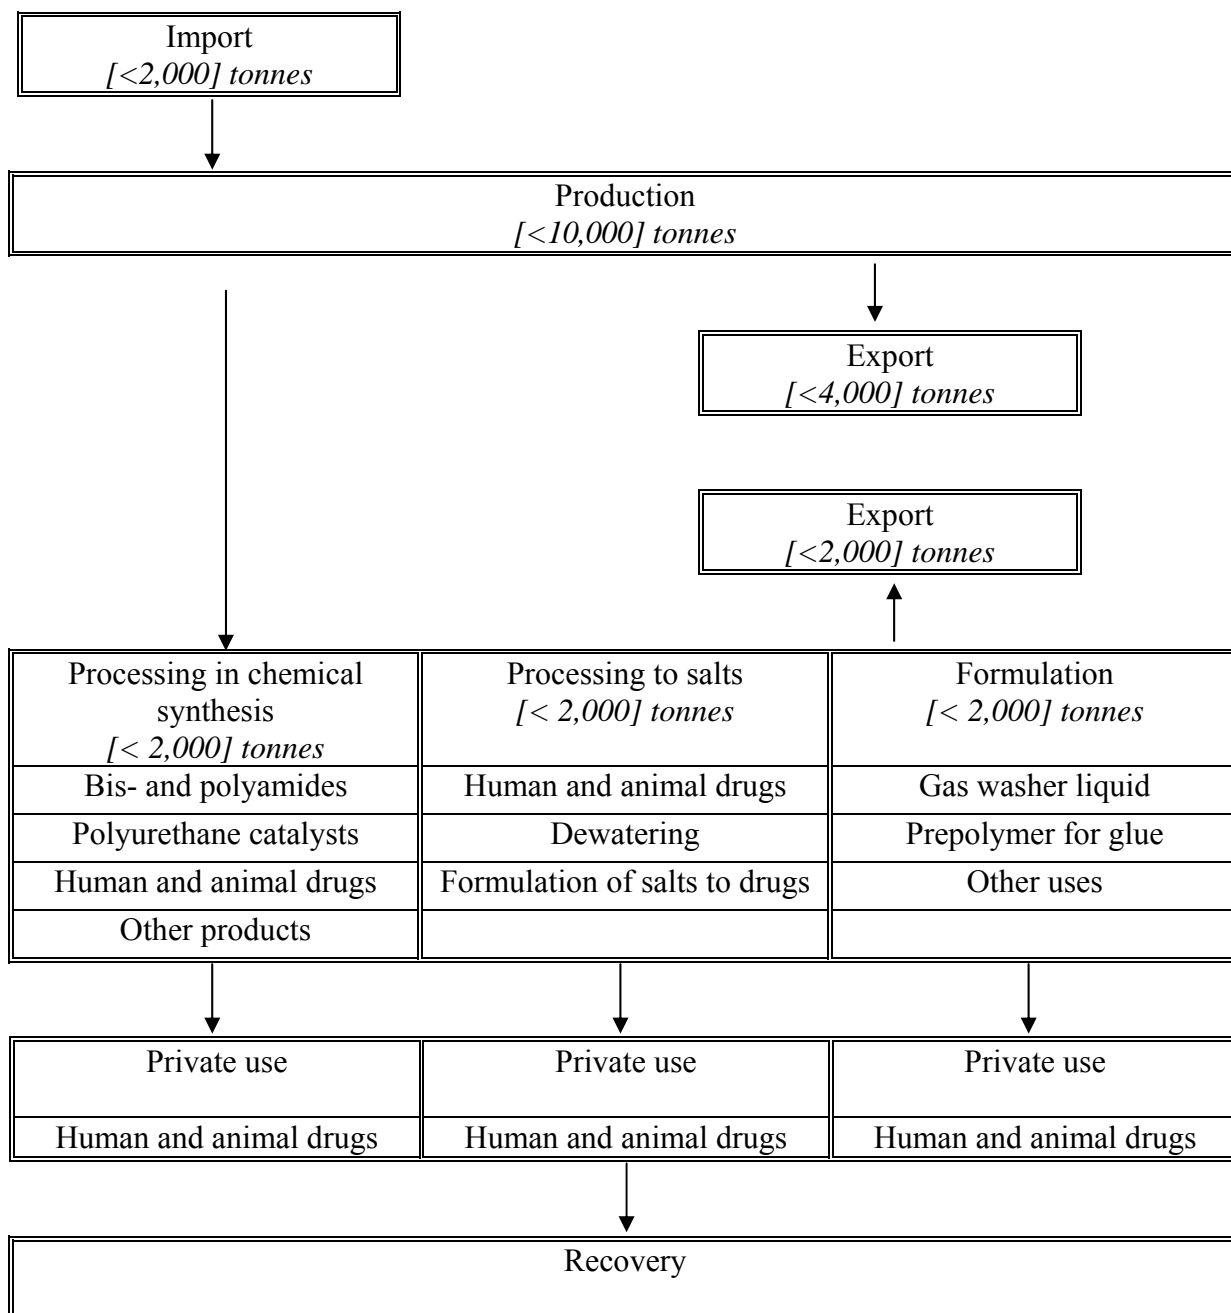 Import
[<2,000] tonnes
Production
[<10,000] tonnes
Export
[<4,000] tonnes
Export
[<2,000] tonnes
Processing in chemical
synthesis
[< 2,000] tonnes
Processing to salts
[< 2,000] tonnes
Formulation
[< 2,000] tonnes
Bis- and polyamides
Human and animal drugs
Gas washer liquid
Polyurethane catalysts
Dewatering
Prepolymer for glue
Human and animal drugs
Formulation of salts to drugs
Other uses
Other products
Private use
Private use
Private use
Human and animal drugs
Human and animal drugs
Human and animal drugs
Recovery